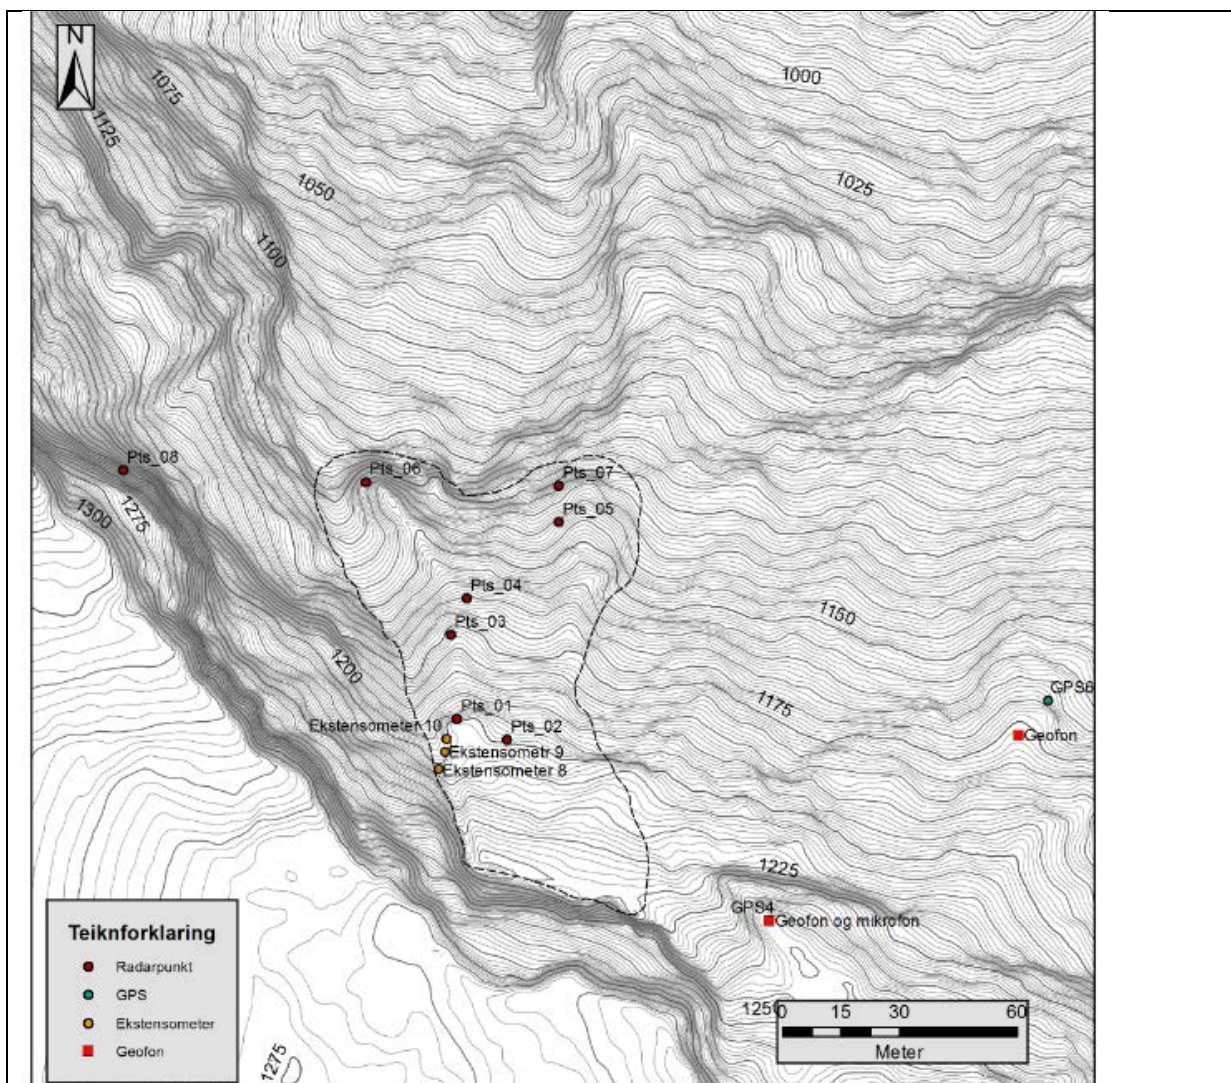 N
1000
1075
1125
1025
1050
1100
Pts_08
Pts_06
Pts_07
1275
1300
Pts_05
Pts_04
1150
Pts_03
1200
GPS6
1175
Pts_01
Ekstensometer 10
Pts_02
Geofon
Ekstensometr 9
Ekstensometer 8
1225
GPS4
Geofon og mikrofon
Teiknforklaring
Radarpunkt
GPS
Ekstensometer
Geofon
1250
0 15 30 60
Meter
1275